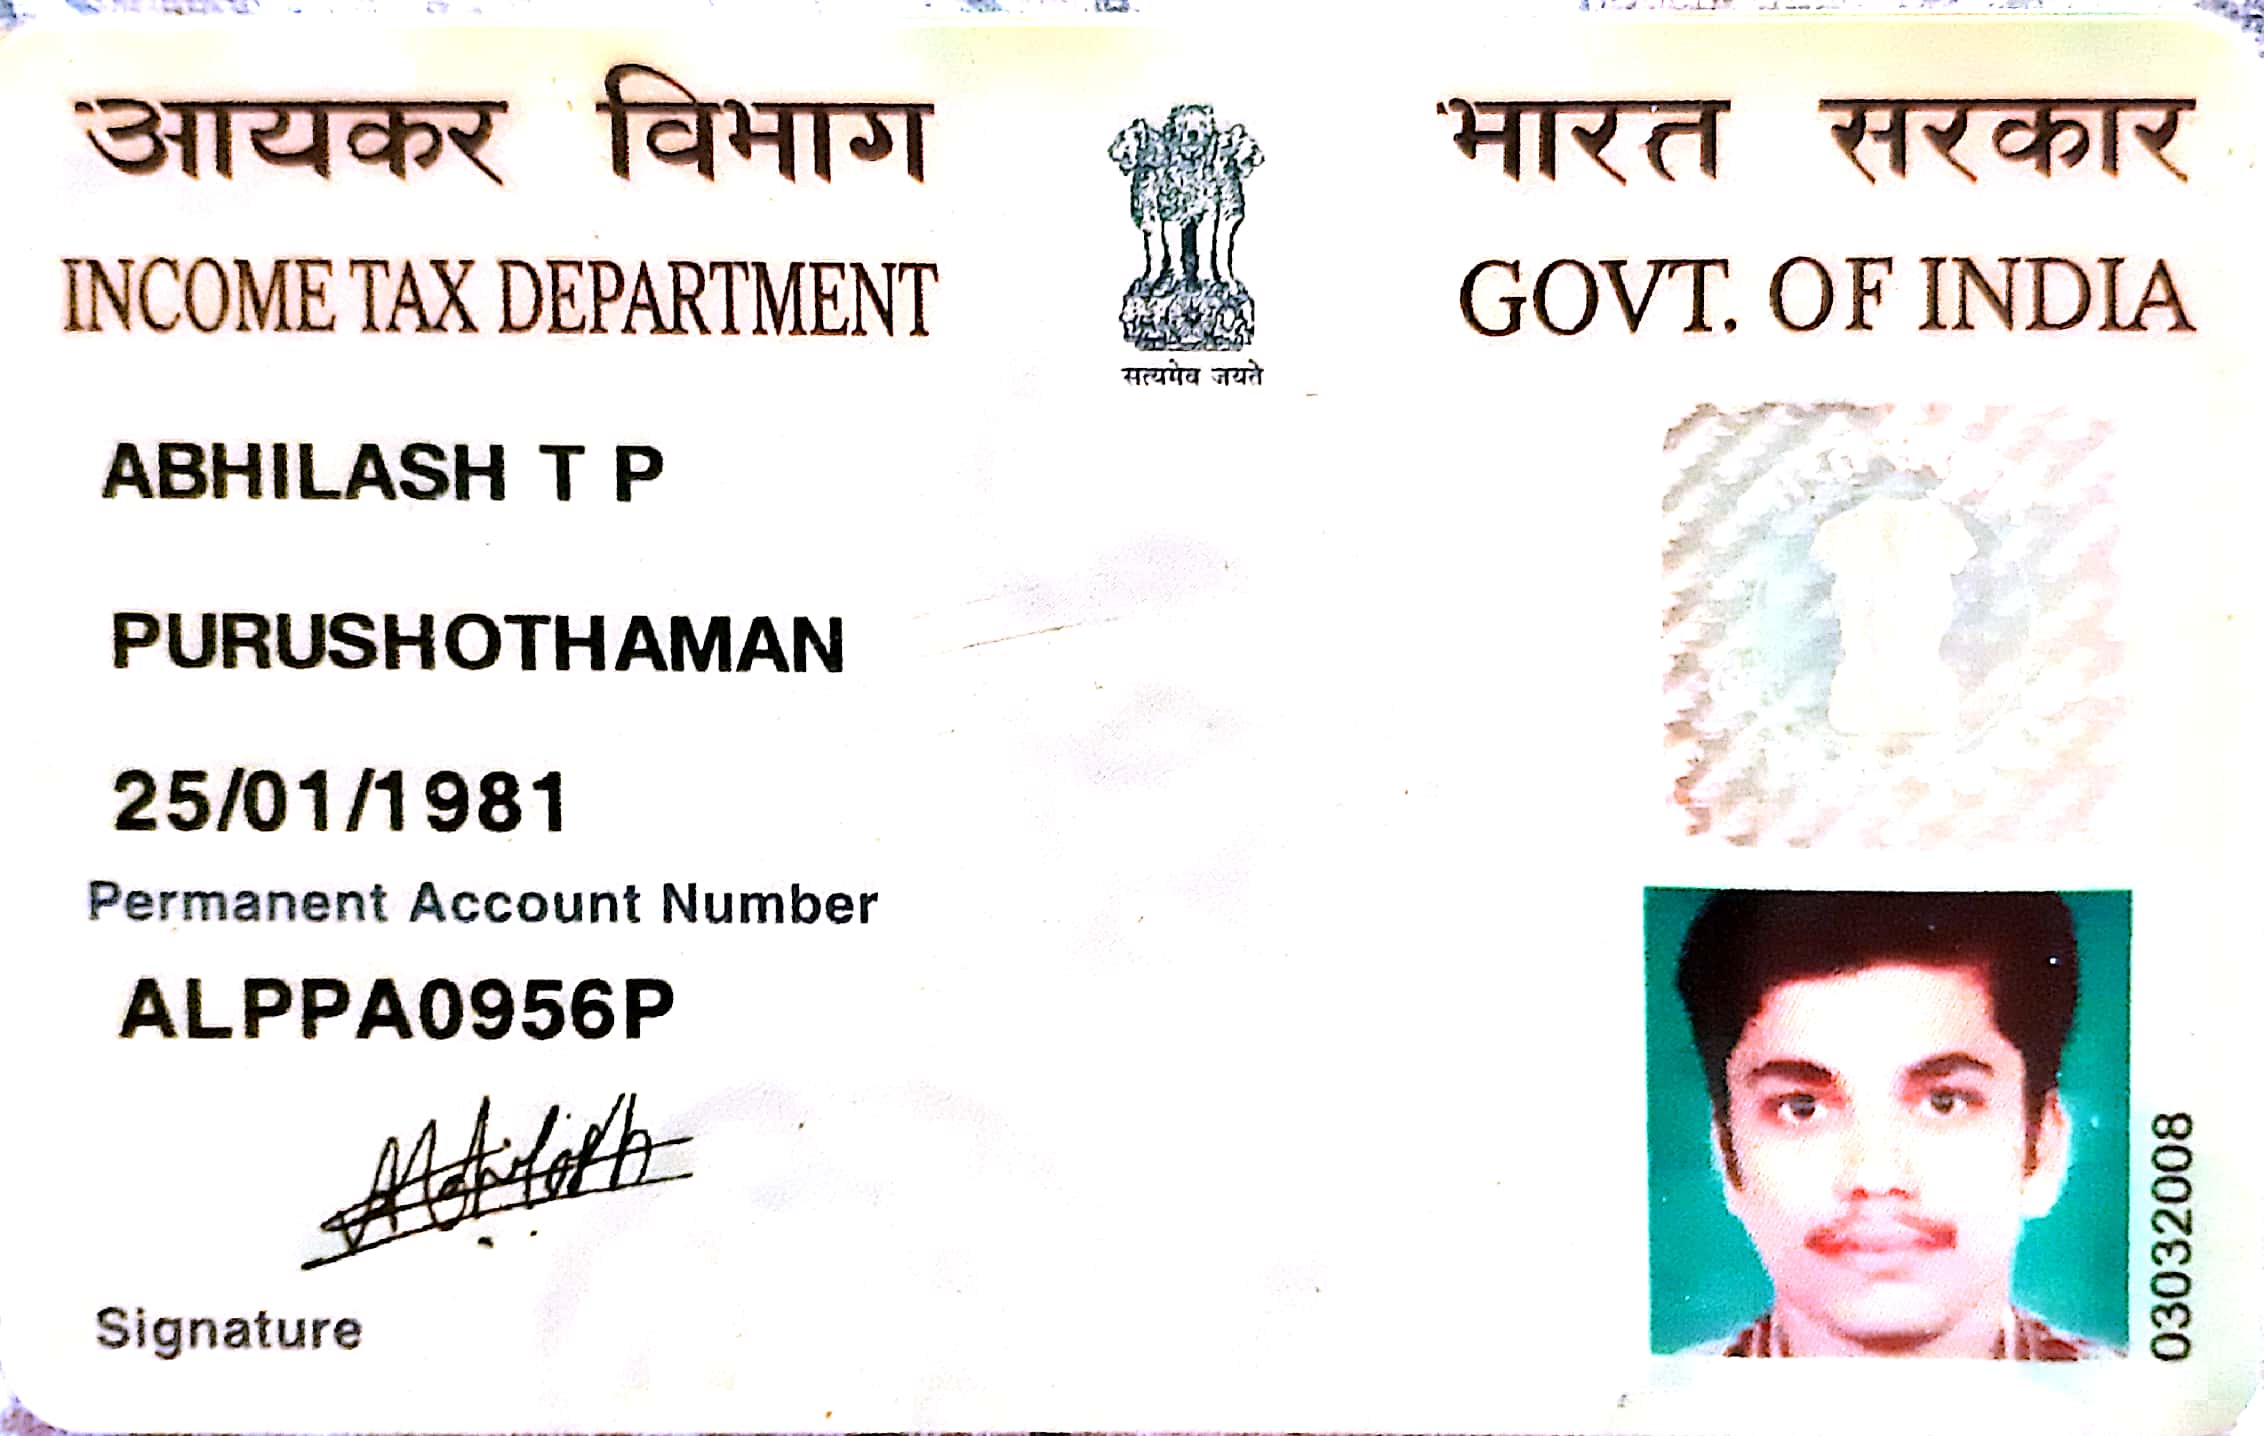 आयकर विभाग
INCOME TAX DEPARTMENT
सत्यमेव जयते
भारत सरकार
GOVT. OF INDIA
ABHILASH T P
PURUSHOTHAMAN
25/01/1981
Permanent Account Number
ALPPA0956P
Abhilash
Signature
03032008